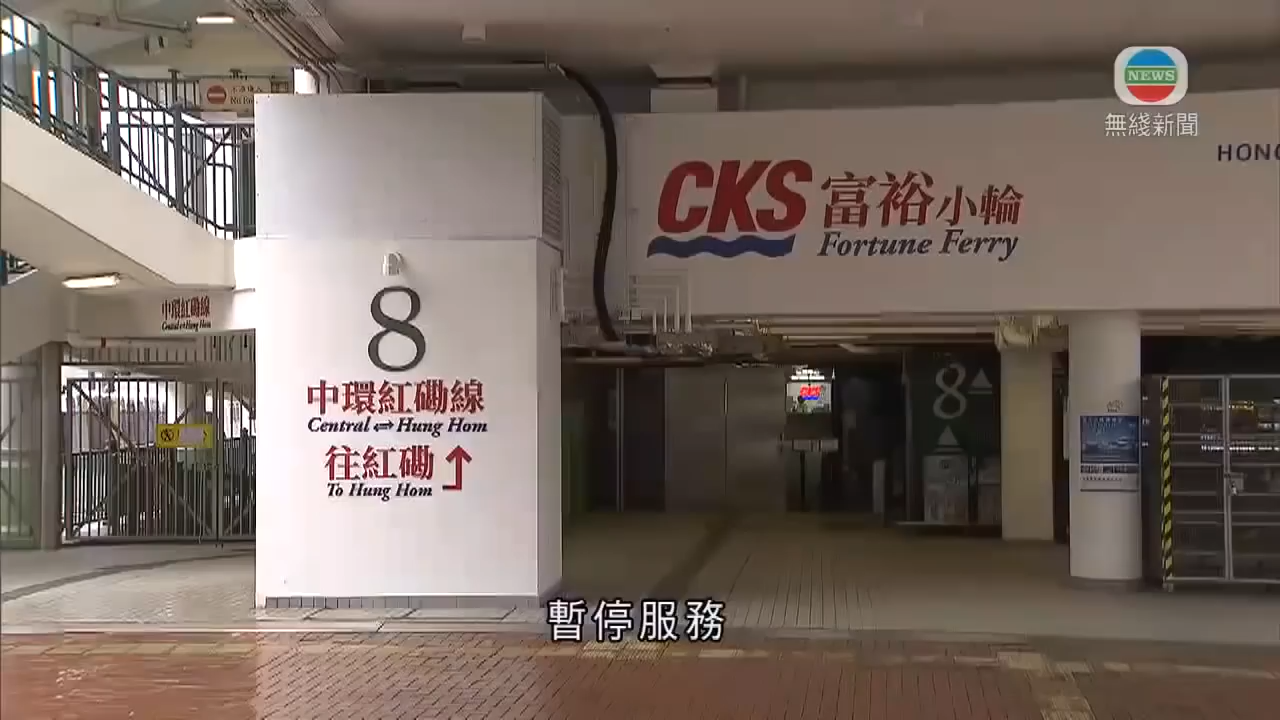 NEWS
無綫新聞
HONG
CKS 富裕小輪
Fortune Ferry
8
中環紅磡線
Central ⇌ Hung Hom
往紅磡
To Hung Hom
中環紅磡線
Central ⇌ Hung Hom
CKS
8
暫停服務